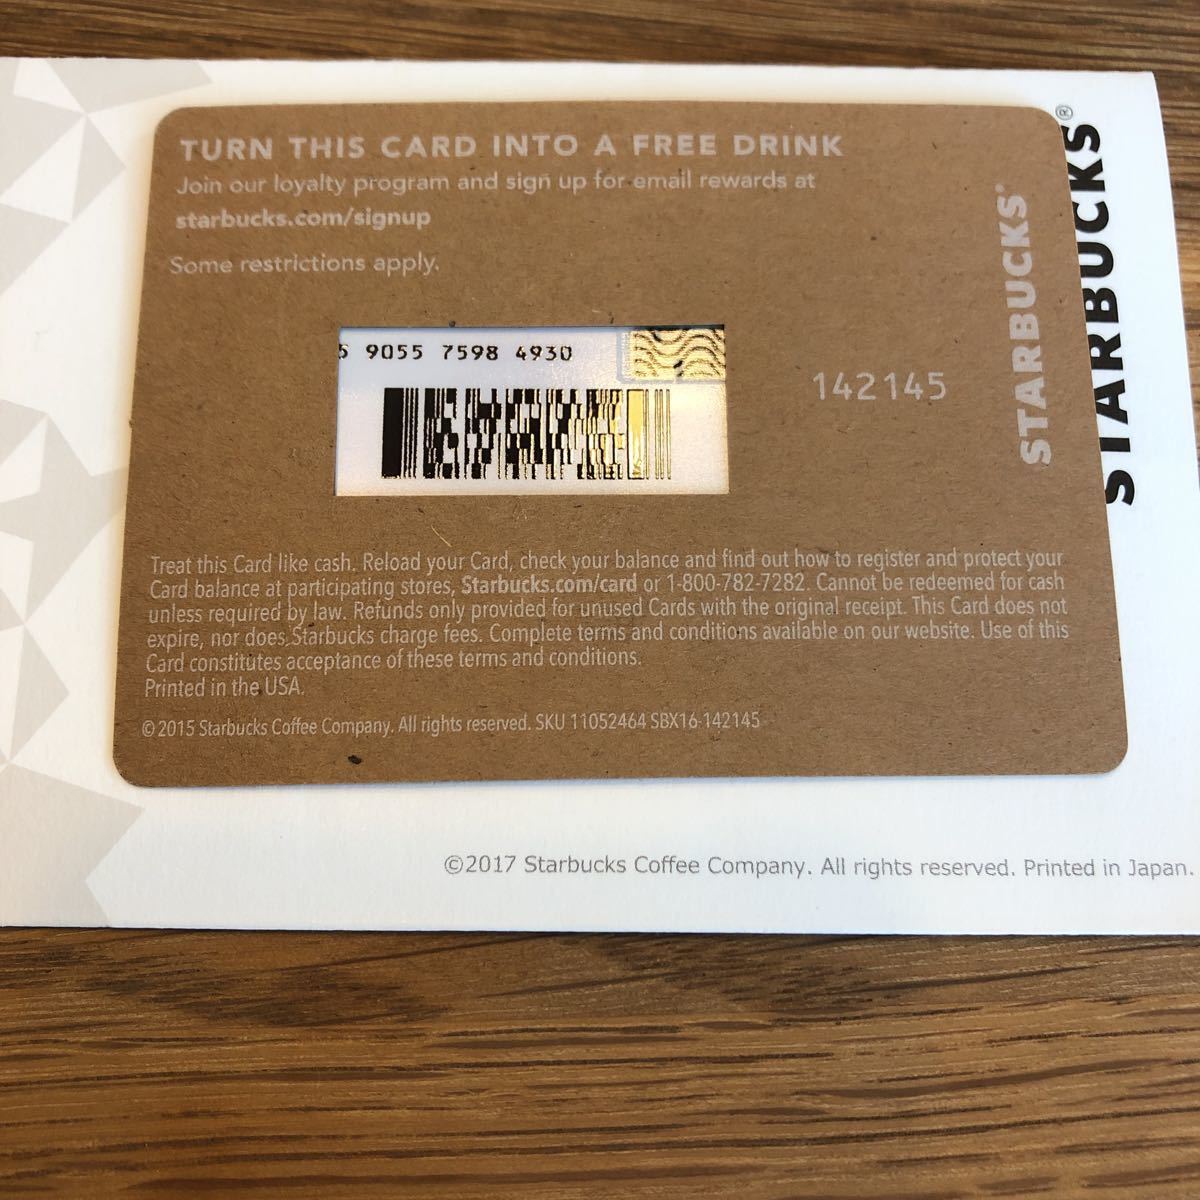 TURN THIS CARD INTO A FREE DRINK
Join our loyalty program and sign up for email rewards at
starbucks.com/signup
Some restrictions apply.
5 9055 7598 4930
142145
STARBUCKS®
STARBUCKS®
Treat this Card like cash. Reload your Card, check your balance and find out how to register and protect your
Card balance at participating stores, Starbucks.com/card or 1-800-782-7282. Cannot be redeemed for cash
unless required by law. Refunds only provided for unused Cards with the original receipt. This Card does not
expire, nor does Starbucks charge fees. Complete terms and conditions available on our website. Use of this
Card constitutes acceptance of these terms and conditions.
Printed in the USA.
©2015 Starbucks Coffee Company. All rights reserved. SKU 11052464 SBX16-142145
©2017 Starbucks Coffee Company. All rights reserved. Printed in Japan.